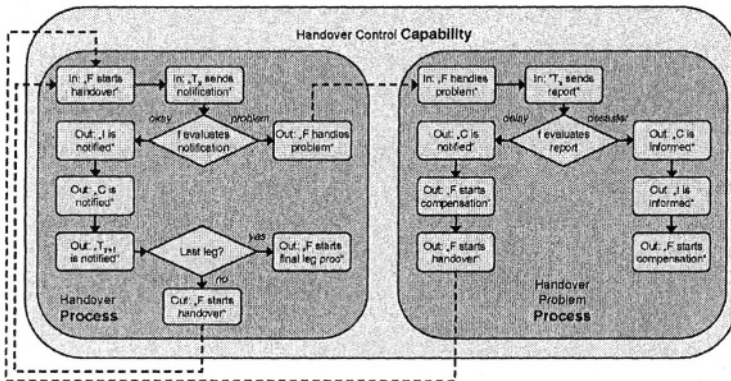 Handover Control Capability
In: „F starts
handover“
In: „Tx sends
notification“
okay
problem
f evaluates
notification
Out: „I is
notified“
Out: „F handles
problem“
Out: „C is
notified“
Out: „Tx+1
is notified“
Last leg?
yes
Out: „F starts
final leg proc“
no
Out: „F starts
handover“
Handover
Process
In: „F handles
problem“
In: "Tx sends
report“
delay
disaster
f evaluates
report
Out: „C is
notified“
Out: „C is
informed“
Out: „F starts
compensation“
Out: „I is
informed“
Out: „F starts
handover“
Out: „F starts
compensation“
Handover
Problem
Process